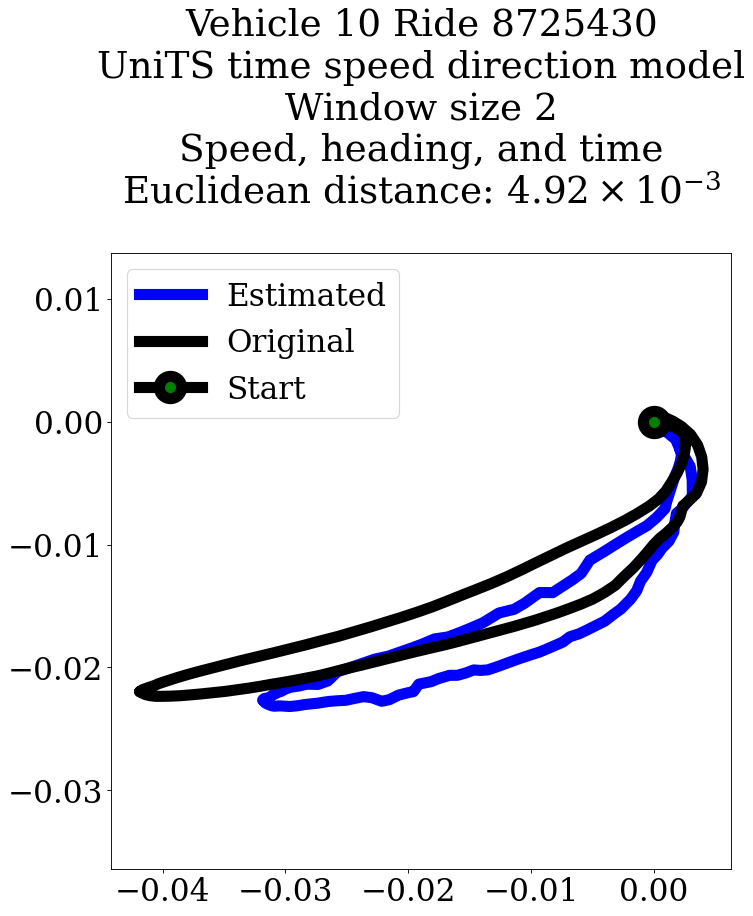 Vehicle 10 Ride 8725430
UniTS time speed direction model
Window size 2
Speed, heading, and time
Euclidean distance: 4.92 × 10⁻³
Estimated
Original
Start
0.01
0.00
−0.01
−0.02
−0.03
−0.04 −0.03 −0.02 −0.01 0.00